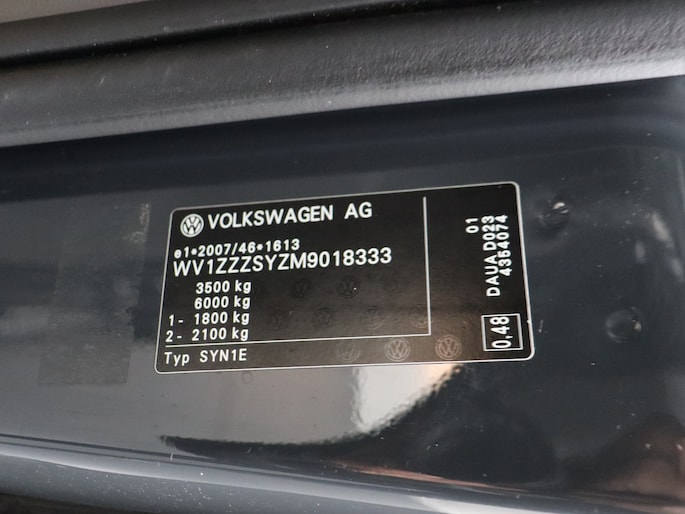 VOLKSWAGEN AG
e1*2007/46*1613
WV1ZZZSYZM9018333
3500 kg
6000 kg
1- 1800 kg
2- 2100 kg
Typ SYN1E
01
DAUA D023
4354074
0,48